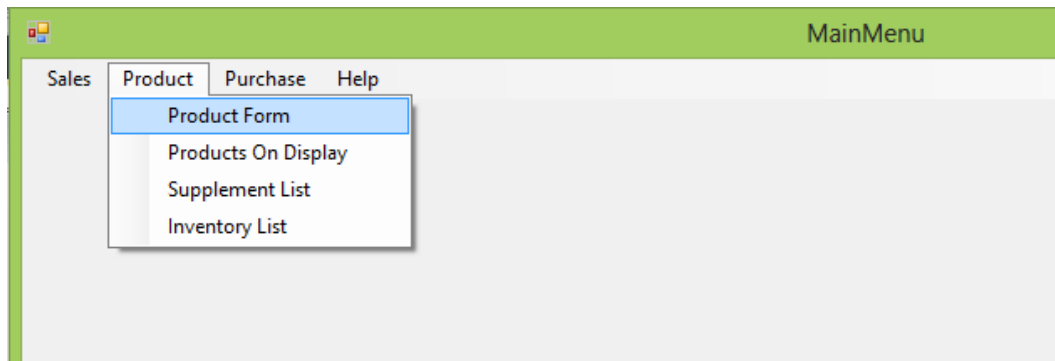 MainMenu
Sales Product Purchase Help
Product Form
Products On Display
Supplement List
Inventory List